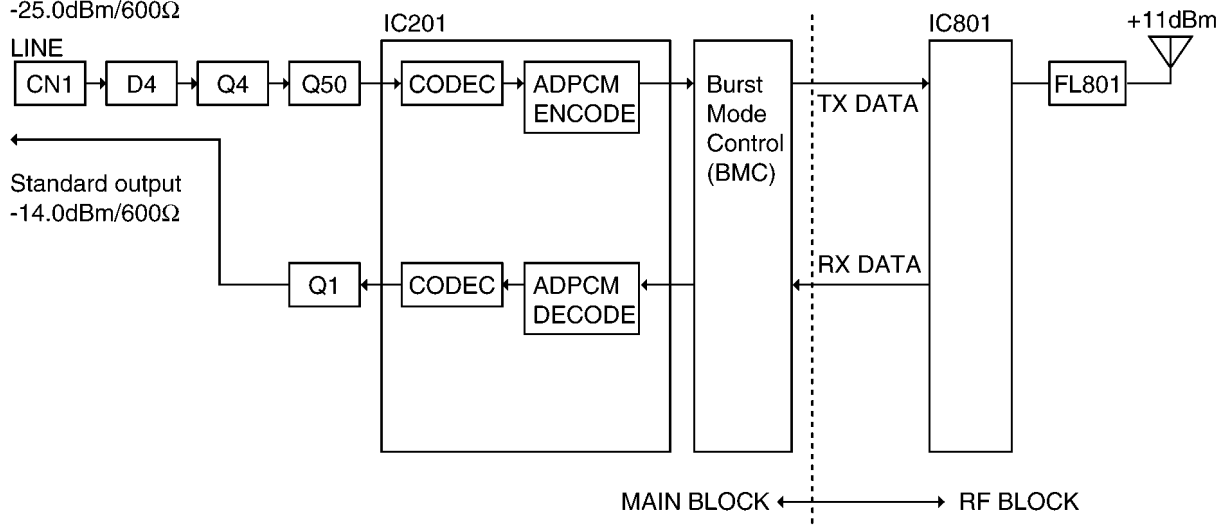 -25.0dBm/600Ω
LINE
CN1
D4
Q4
Q50
IC201
CODEC
ADPCM
ENCODE
Burst
Mode
Control
(BMC)
TX DATA
IC801
FL801
+11dBm
Standard output
-14.0dBm/600Ω
Q1
CODEC
ADPCM
DECODE
RX DATA
MAIN BLOCK
RF BLOCK